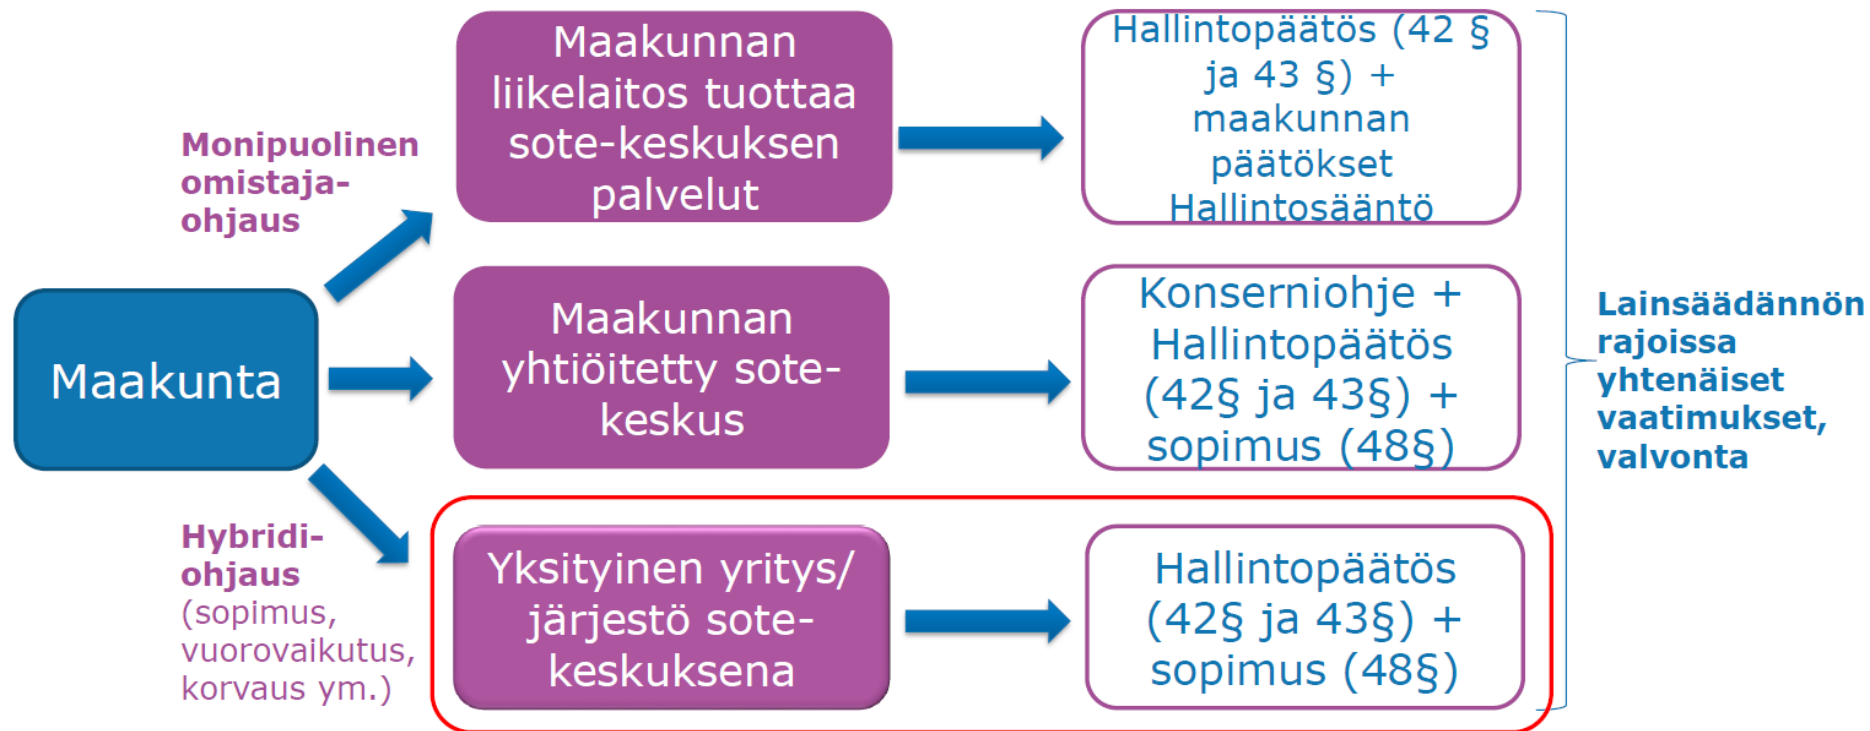 Maakunta
Monipuolinen
omistaja-
ohjaus
Hybridi-
ohjaus
(sopimus,
vuorovaikutus,
korvaus ym.)
Maakunnan
liikelaitos tuottaa
sote-keskuksen
palvelut
Hallintopäätös (42 §
ja 43 §) +
maakunnan
päätökset
Hallintosääntö
Maakunnan
yhtiöitetty sote-
keskus
Konserniohje +
Hallintopäätös
(42§ ja 43§) +
sopimus (48§)
Yksityinen yritys/
järjestö sote-
keskuksena
Hallintopäätös
(42§ ja 43§) +
sopimus (48§)
Lainsäädännön
rajoissa
yhtenäiset
vaatimukset,
valvonta